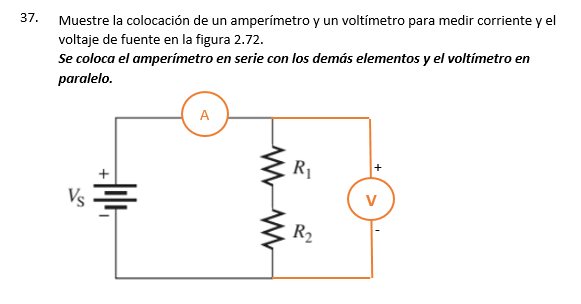 37. Muestre la colocación de un amperímetro y un voltímetro para medir corriente y el
voltaje de fuente en la figura 2.72.
Se coloca el amperímetro en serie con los demás elementos y el voltímetro en
paralelo.
A
+
VS
−
R1
R2
+
V
-